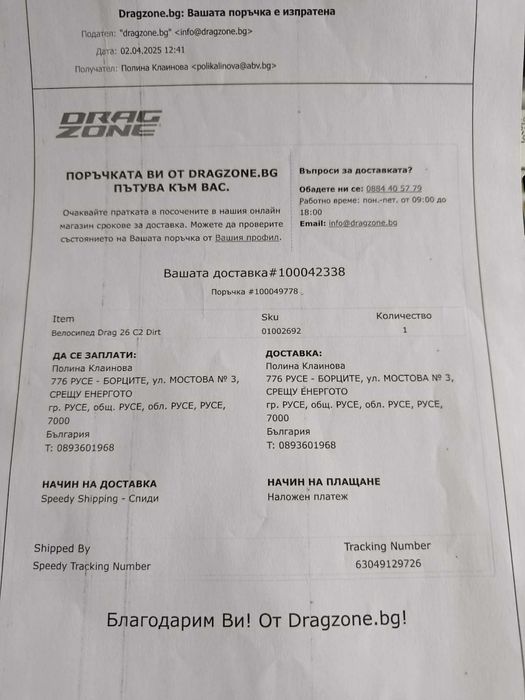 Dragzone.bg: Вашата поръчка е изпратена
Подател: "dragzone.bg" <info@dragzone.bg>
Дата: 02.04.2025 12:41
Получател: Полина Клаинова <polikalinova@abv.bg>
DRAG
ZONE
ПОРЪЧКАТА ВИ ОТ DRAGZONE.BG
ПЪТУВА КЪМ ВАС.
Очаквайте пратката в посочените в нашия онлайн
магазин срокове за доставка. Можете да проверите
състоянието на Вашата поръчка от Вашия профил.
Въпроси за доставката?
Обадете ни се: 0884 40 57 79
Работно време: пон.-пет. от 09:00 до
18:00
Email: info@dragzone.bg
Вашата доставка#100042338
Поръчка #100049778
Item Sku Количество
Велосипед Drag 26 C2 Dirt 01002692 1
ДА СЕ ЗАПЛАТИ:
Полина Клаинова
776 РУСЕ - БОРЦИТЕ, ул. МОСТОВА № 3,
СРЕЩУ ЕНЕРГОТО
гр. РУСЕ, общ. РУСЕ, обл. РУСЕ, РУСЕ,
7000
България
Т: 0893601968
ДОСТАВКА:
Полина Клаинова
776 РУСЕ - БОРЦИТЕ, ул. МОСТОВА № 3,
СРЕЩУ ЕНЕРГОТО
гр. РУСЕ, общ. РУСЕ, обл. РУСЕ, РУСЕ,
7000
България
Т: 0893601968
НАЧИН НА ДОСТАВКА
Speedy Shipping - Спиди
НАЧИН НА ПЛАЩАНЕ
Наложен платеж
Shipped By Tracking Number
Speedy Tracking Number 63049129726
Благодарим Ви! От Dragzone.bg!